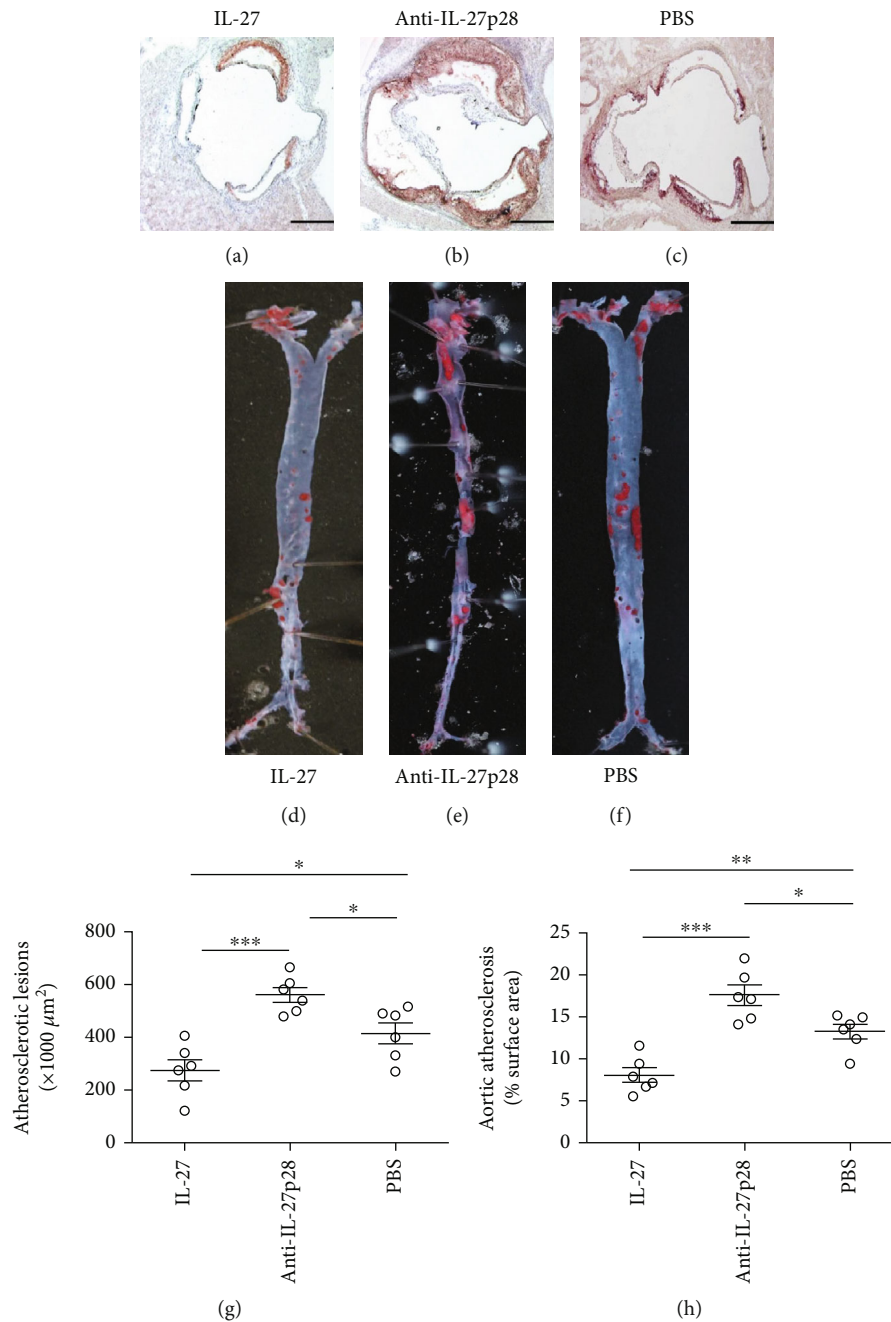 IL-27 Anti-IL-27p28 PBS
(a) (b) (c)
IL-27 Anti-IL-27p28 PBS
(d) (e) (f)
Atherosclerotic lesions
(×1000 μm²)
800
600
400
200
0
***
*
*
IL-27
Anti-IL-27p28
PBS
(g)
Aortic atherosclerosis
(% surface area)
25
20
15
10
5
0
***
*
**
IL-27
Anti-IL-27p28
PBS
(h)